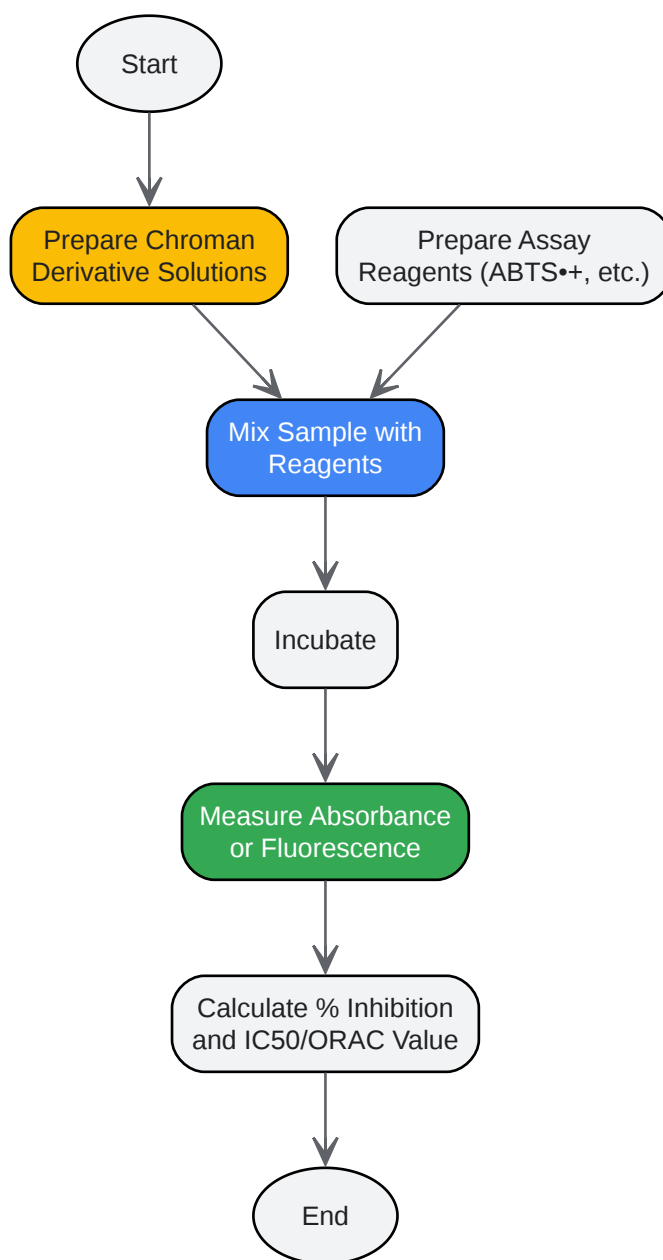 Start
Prepare Chroman
Derivative Solutions
Prepare Assay
Reagents (ABTS•+, etc.)
Mix Sample with
Reagents
Incubate
Measure Absorbance
or Fluorescence
Calculate % Inhibition
and IC50/ORAC Value
End